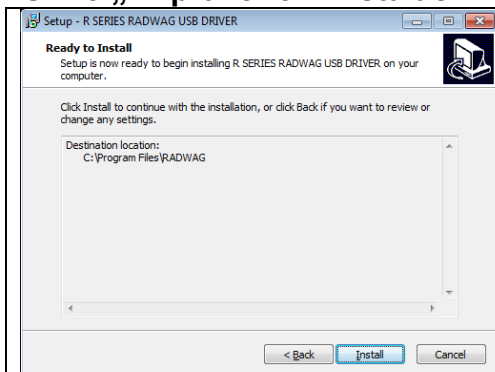 Setup - R SERIES RADWAG USB DRIVER
Ready to Install
Setup is now ready to begin installing R SERIES RADWAG USB DRIVER on your
computer.
Click Install to continue with the installation, or click Back if you want to review or
change any settings.
Destination location:
C:\Program Files\RADWAG
< Back
Install
Cancel